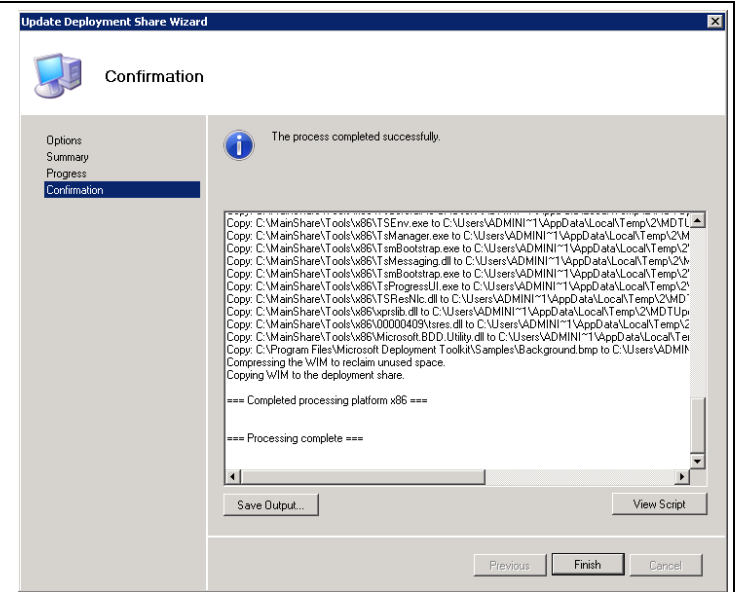 Update Deployment Share Wizard
Confirmation
Options
Summary
Progress
Confirmation
The process completed successfully.
Copy: C:\MainShare\Tools\x86\TSEnv.exe to C:\Users\ADMINI~1\AppData\Local\Temp\2\MDTU
Copy: C:\MainShare\Tools\x86\TsManager.exe to C:\Users\ADMINI~1\AppData\Local\Temp\2\M
Copy: C:\MainShare\Tools\x86\TsmBootstrap.exe to C:\Users\ADMINI~1\AppData\Local\Temp\2\
Copy: C:\MainShare\Tools\x86\TsMessaging.dll to C:\Users\ADMINI~1\AppData\Local\Temp\2\M
Copy: C:\MainShare\Tools\x86\TsmBootstrap.exe to C:\Users\ADMINI~1\AppData\Local\Temp\2\
Copy: C:\MainShare\Tools\x86\TsProgressUI.exe to C:\Users\ADMINI~1\AppData\Local\Temp\2\
Copy: C:\MainShare\Tools\x86\TSResNlc.dll to C:\Users\ADMINI~1\AppData\Local\Temp\2\MDT
Copy: C:\MainShare\Tools\x86\xprslib.dll to C:\Users\ADMINI~1\AppData\Local\Temp\2\MDTUp
Copy: C:\MainShare\Tools\x86\00000409\tsres.dll to C:\Users\ADMINI~1\AppData\Local\Temp\2
Copy: C:\MainShare\Tools\x86\Microsoft.BDD.Utility.dll to C:\Users\ADMINI~1\AppData\Local\Te
Copy: C:\Program Files\Microsoft Deployment Toolkit\Samples\Background.bmp to C:\Users\ADMIN
Compressing the WIM to reclaim unused space.
Copying WIM to the deployment share.
=== Completed processing platform x86 ===
=== Processing complete ===
Save Output...
View Script
Previous
Finish
Cancel